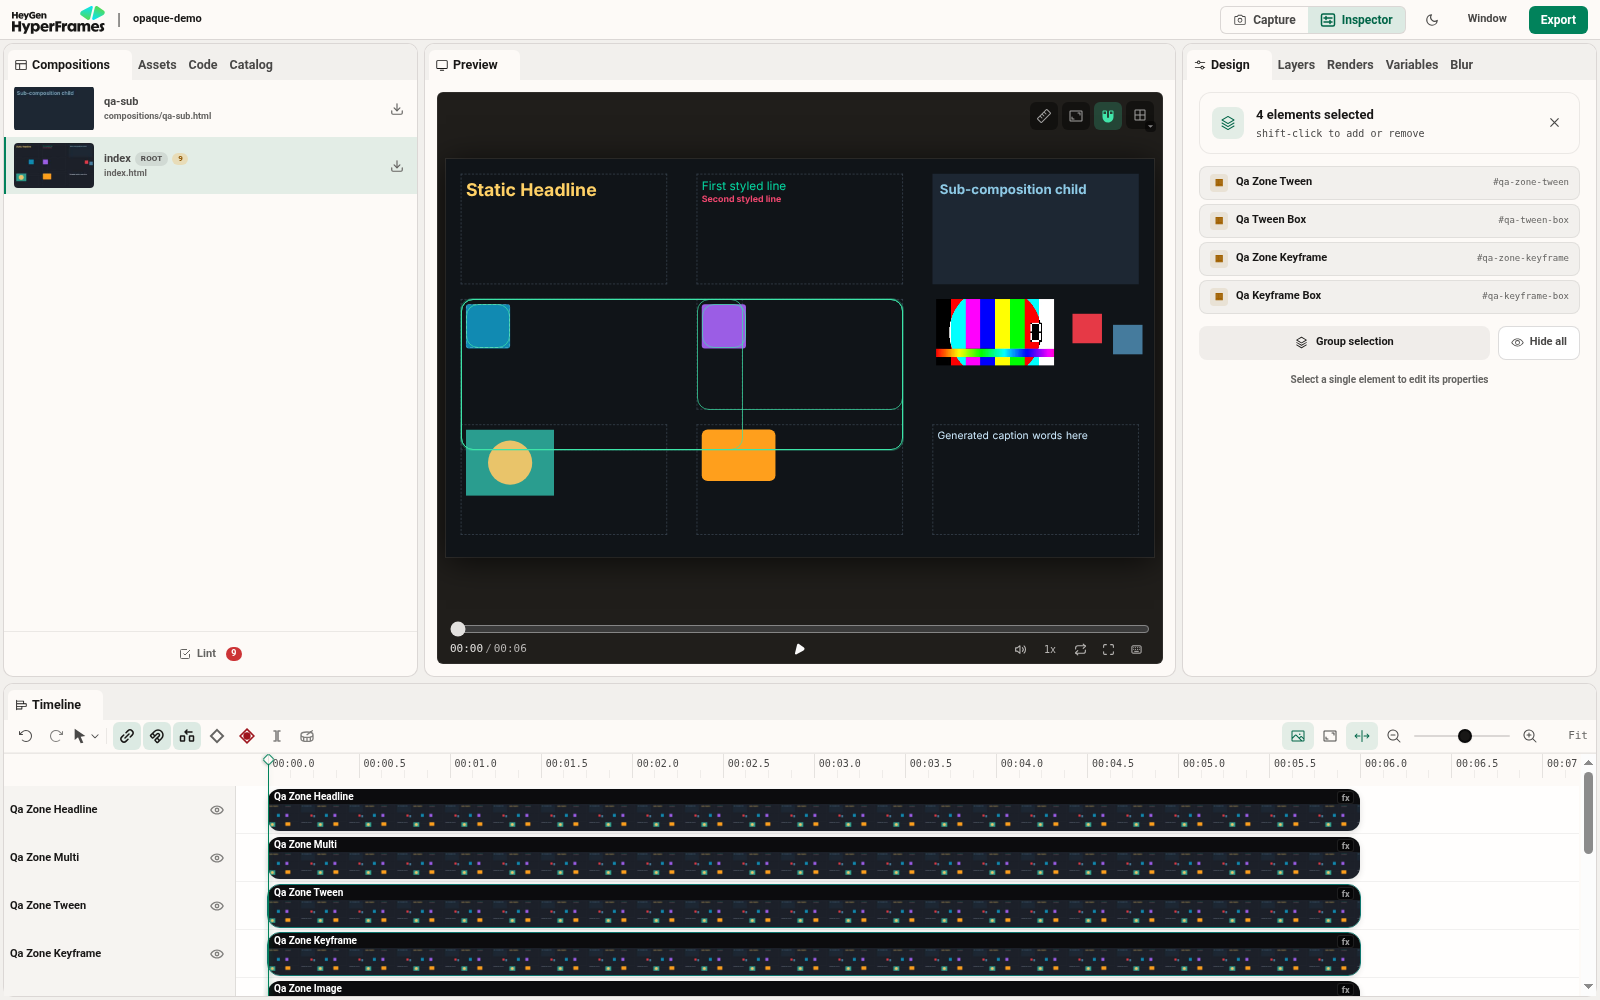 HeyGen
HyperFrames
opaque-demo
Capture
Inspector
Window
Export
Compositions
Assets
Code
Catalog
Sub-composition child
qa-sub
compositions/qa-sub.html
index
ROOT
9
index.html
Lint
9
Preview
Static Headline
First styled line
Second styled line
Sub-composition child
Generated caption words here
00:00/00:06
1x
Design
Layers
Renders
Variables
Blur
4 elements selected
shift-click to add or remove
Qa Zone Tween
#qa-zone-tween
Qa Tween Box
#qa-tween-box
Qa Zone Keyframe
#qa-zone-keyframe
Qa Keyframe Box
#qa-keyframe-box
Group selection
Hide all
Select a single element to edit its properties
Timeline
Fit
00:00.0
00:00.5
00:01.0
00:01.5
00:02.0
00:02.5
00:03.0
00:03.5
00:04.0
00:04.5
00:05.0
00:05.5
00:06.0
00:06.5
00:07
Qa Zone Headline
Qa Zone Headline
fx
Qa Zone Multi
Qa Zone Multi
fx
Qa Zone Tween
Qa Zone Tween
fx
Qa Zone Keyframe
Qa Zone Keyframe
fx
Qa Zone Image
fx